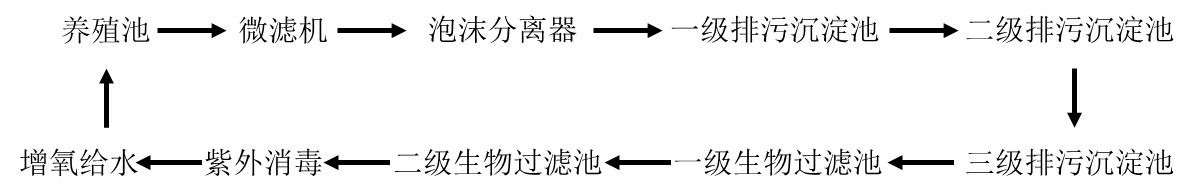 养殖池 微滤机 泡沫分离器 一级排污沉淀池 二级排污沉淀池
增氧给水 紫外消毒 二级生物过滤池 一级生物过滤池 三级排污沉淀池